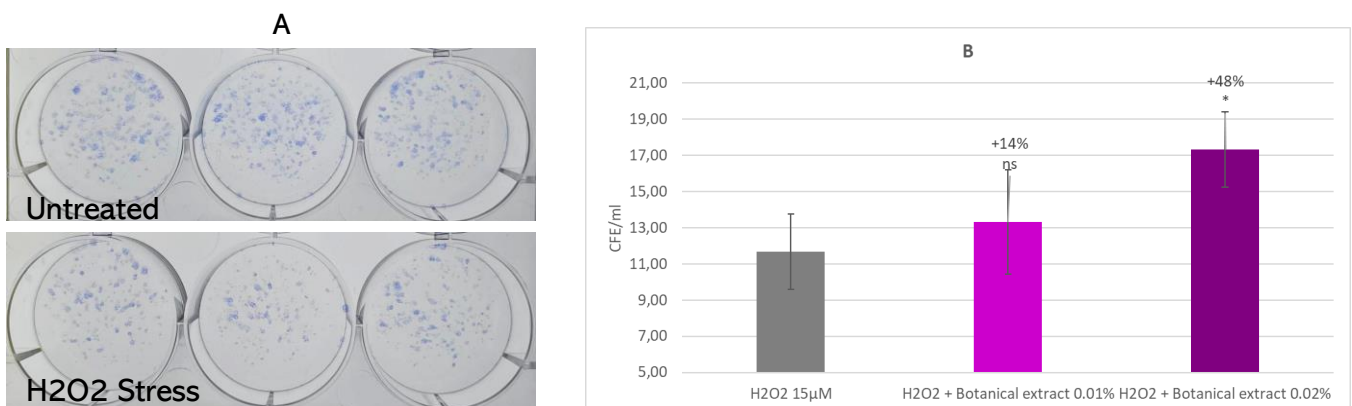 A
Untreated
H2O2 Stress
B
21,00
19,00
17,00
15,00
13,00
11,00
9,00
7,00
5,00
CFE/ml
+14%
ns
+48%
*
H2O2 15µM
H2O2 + Botanical extract 0.01%
H2O2 + Botanical extract 0.02%